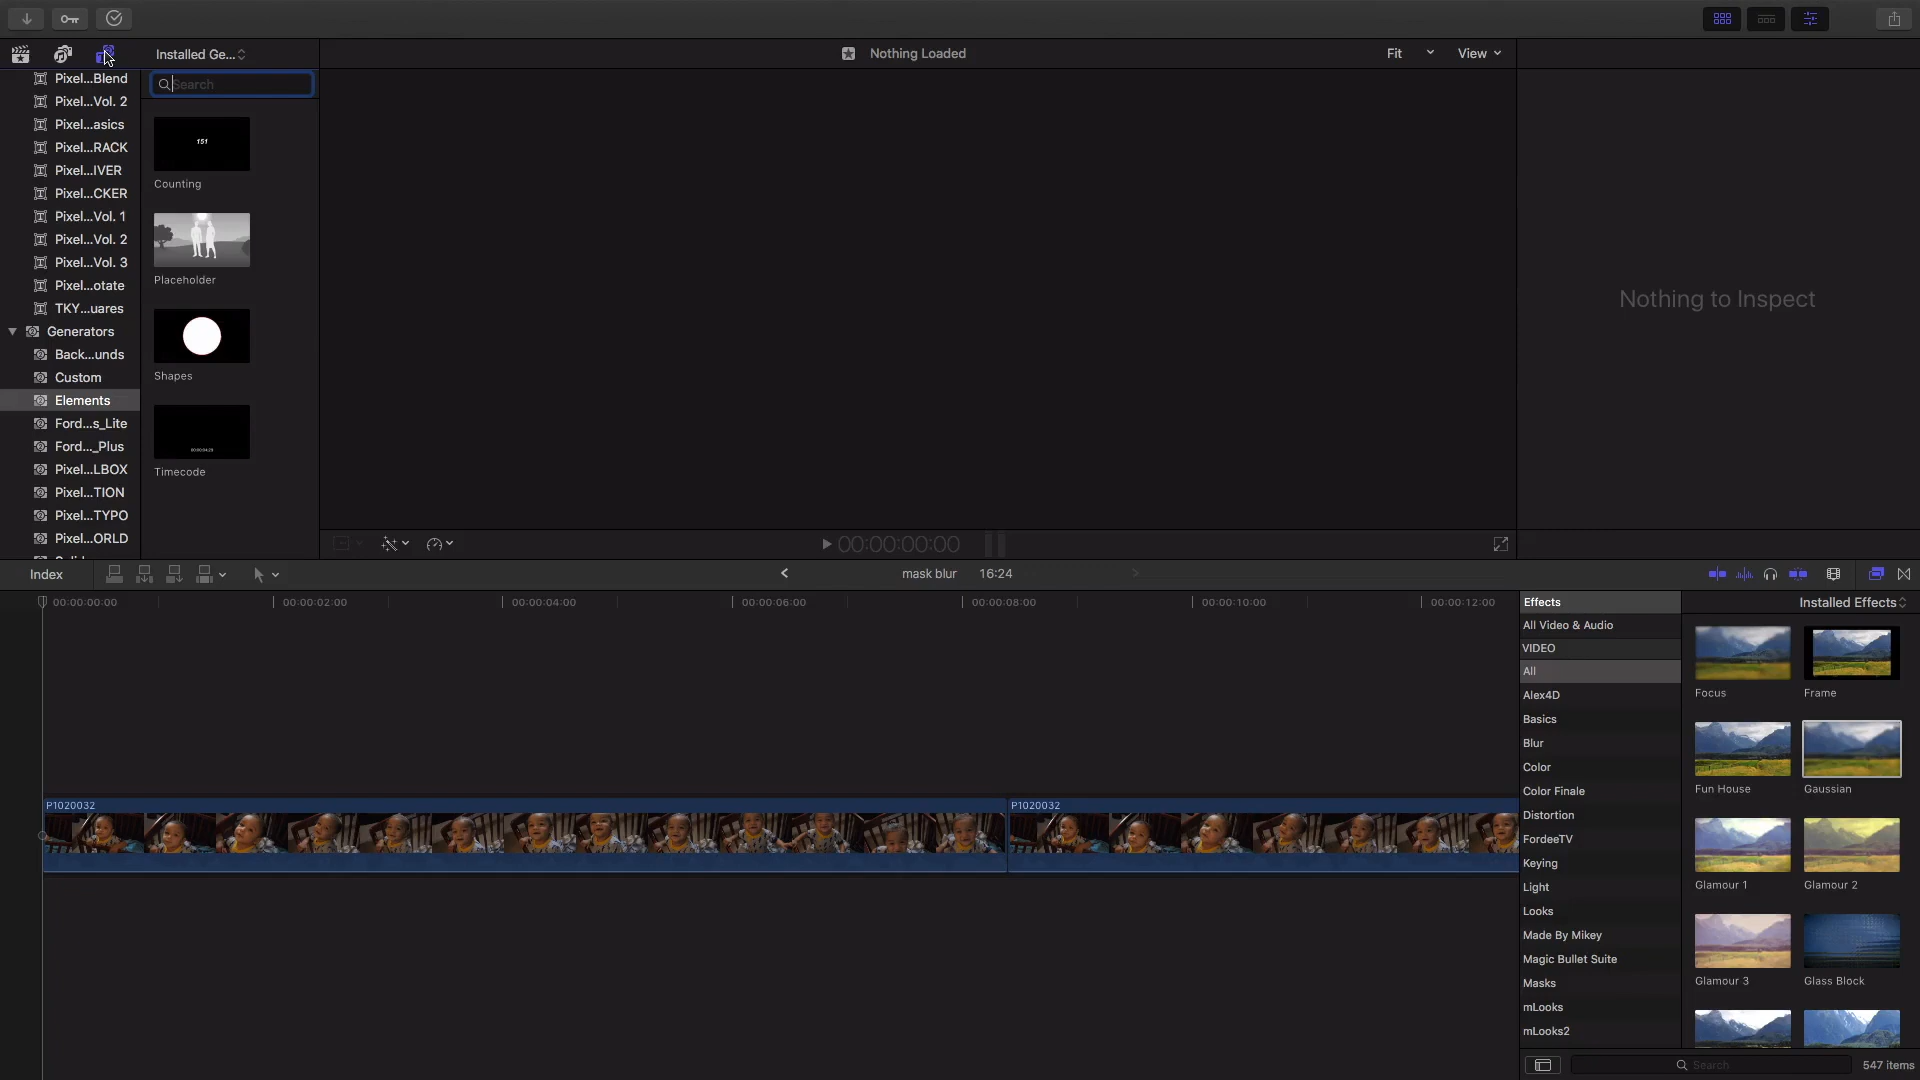 Installed Ge...
Nothing Loaded
Fit
View
Search
Pixel...Blend
Pixel...Vol. 2
Pixel...asics
Pixel...RACK
Pixel...IVER
Pixel...CKER
Pixel...Vol. 1
Pixel...Vol. 2
Pixel...Vol. 3
Pixel...otate
TKY...uares
Generators
Back...unds
Custom
Elements
Ford...s_Lite
Ford..._Plus
Pixel...LBOX
Pixel...TION
Pixel...TYPO
Pixel...ORLD
151
Counting
Placeholder
Shapes
Timecode
Nothing to Inspect
00:00:00:00
Index
mask blur
16:24
00:00:00:00
00:00:02:00
00:00:04:00
00:00:06:00
00:00:08:00
00:00:10:00
00:00:12:00
P1020032
P1020032
Effects
Installed Effects
All Video & Audio
VIDEO
All
Alex4D
Basics
Blur
Color
Color Finale
Distortion
FordeeTV
Keying
Light
Looks
Made By Mikey
Magic Bullet Suite
Masks
mLooks
mLooks2
Focus
Frame
Fun House
Gaussian
Glamour 1
Glamour 2
Glamour 3
Glass Block
Search
547 items